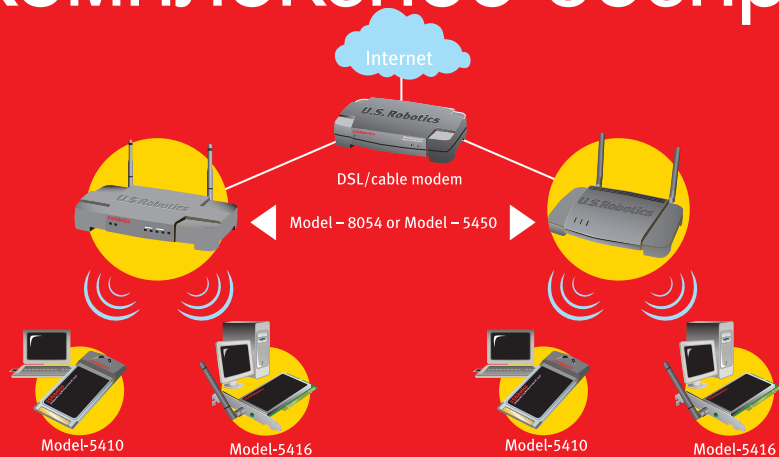 Internet
U.S. Robotics
DSL/cable modem
U.S. Robotics
Model – 8054 or Model – 5450
U.S. Robotics
Model-5410
Model-5416
Model-5410
Model-5416